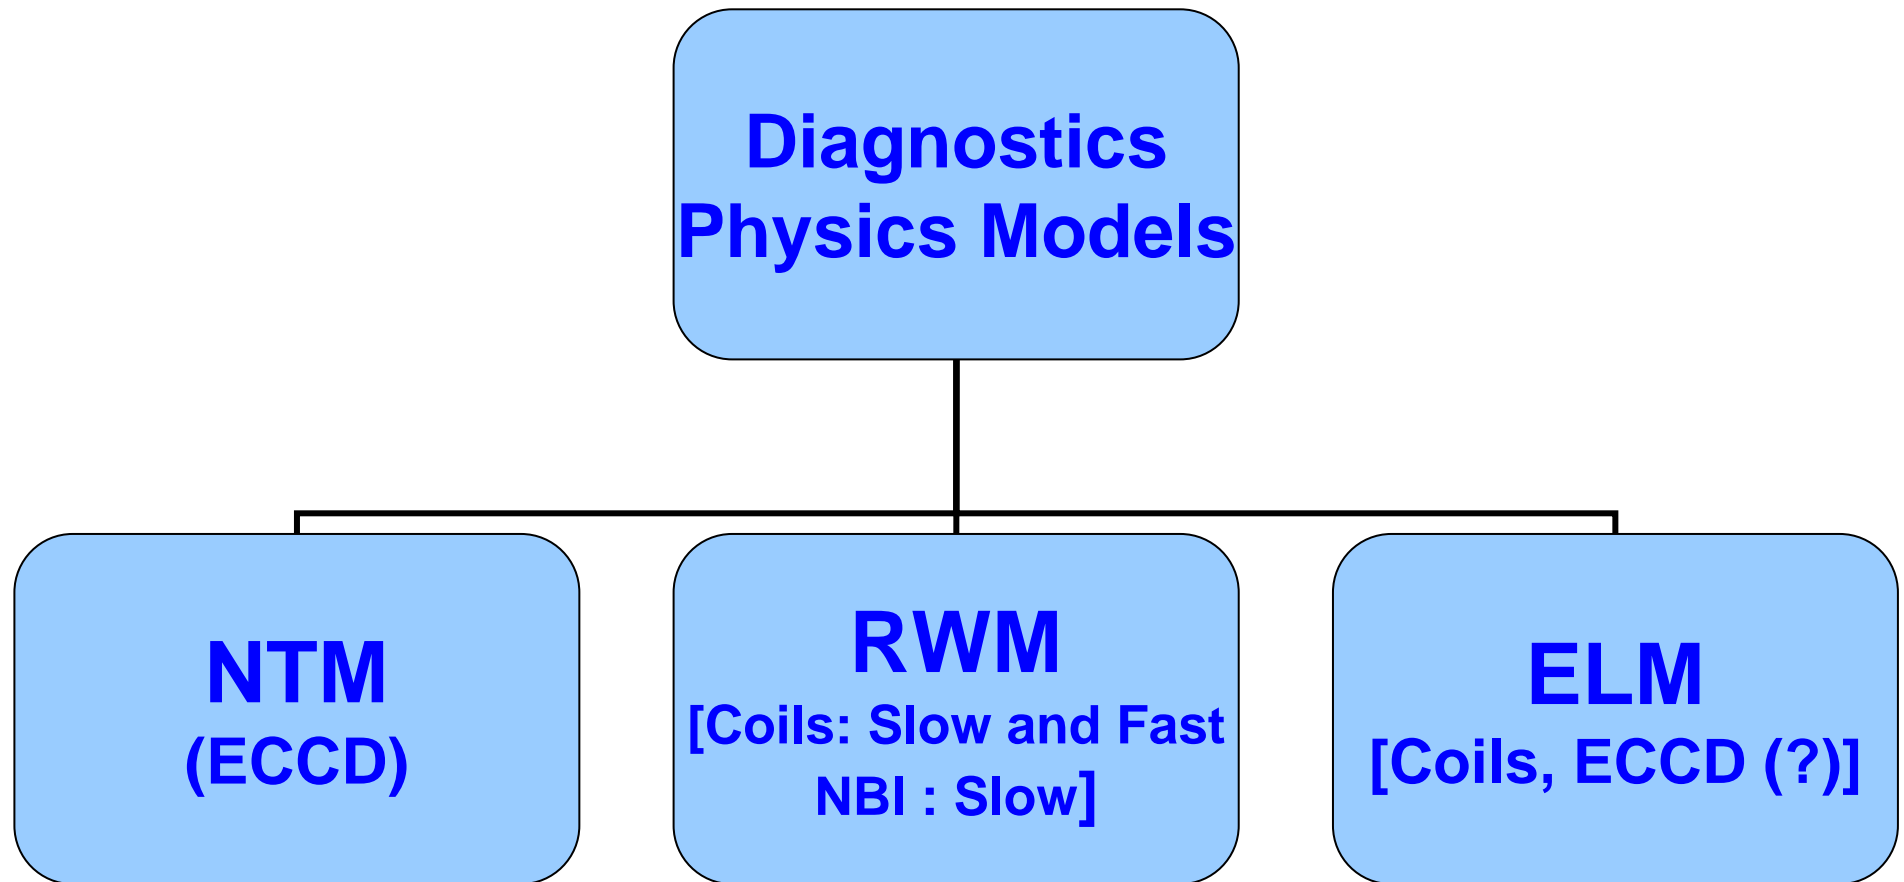 Diagnostics
Physics Models
NTM
(ECCD)
RWM
[Coils: Slow and Fast
NBI : Slow]
ELM
[Coils, ECCD (?)]